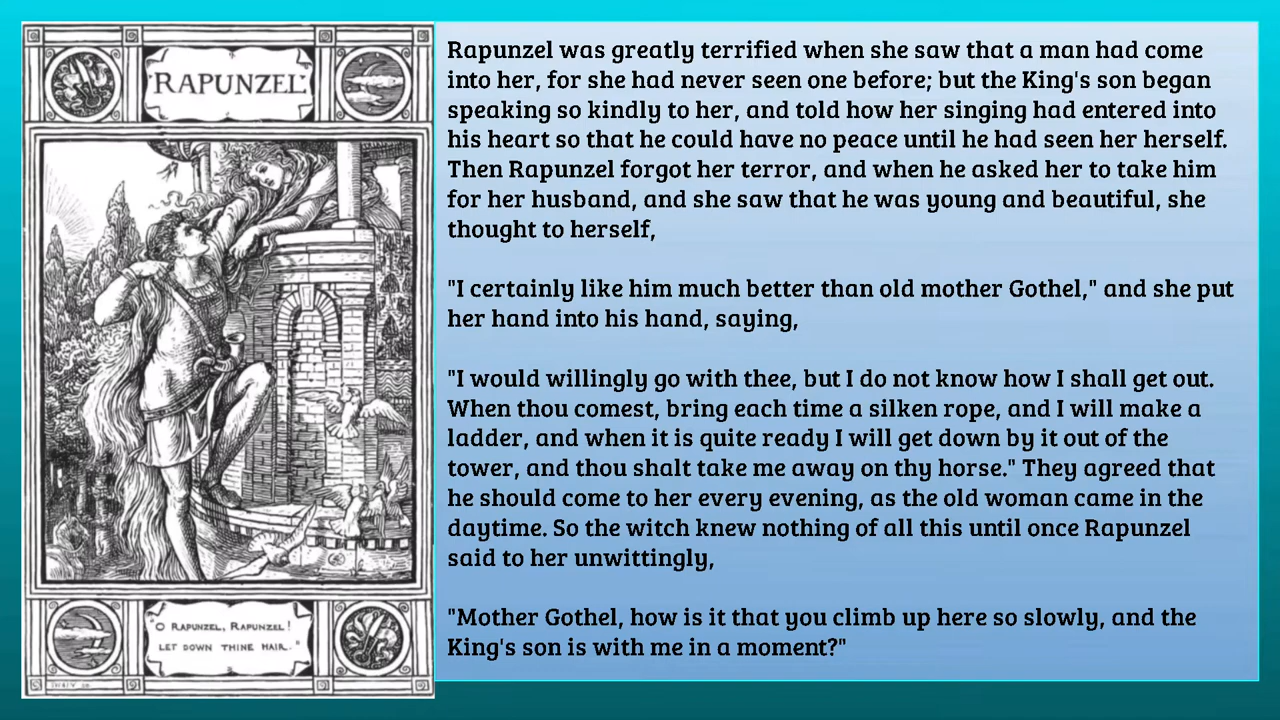 RAPUNZEL
"O RAPUNZEL, RAPUNZEL!
LET DOWN THINE HAIR."
Rapunzel was greatly terrified when she saw that a man had come
into her, for she had never seen one before; but the King's son began
speaking so kindly to her, and told how her singing had entered into
his heart so that he could have no peace until he had seen her herself.
Then Rapunzel forgot her terror, and when he asked her to take him
for her husband, and she saw that he was young and beautiful, she
thought to herself,
"I certainly like him much better than old mother Gothel," and she put
her hand into his hand, saying,
"I would willingly go with thee, but I do not know how I shall get out.
When thou comest, bring each time a silken rope, and I will make a
ladder, and when it is quite ready I will get down by it out of the
tower, and thou shalt take me away on thy horse." They agreed that
he should come to her every evening, as the old woman came in the
daytime. So the witch knew nothing of all this until once Rapunzel
said to her unwittingly,
"Mother Gothel, how is it that you climb up here so slowly, and the
King's son is with me in a moment?"